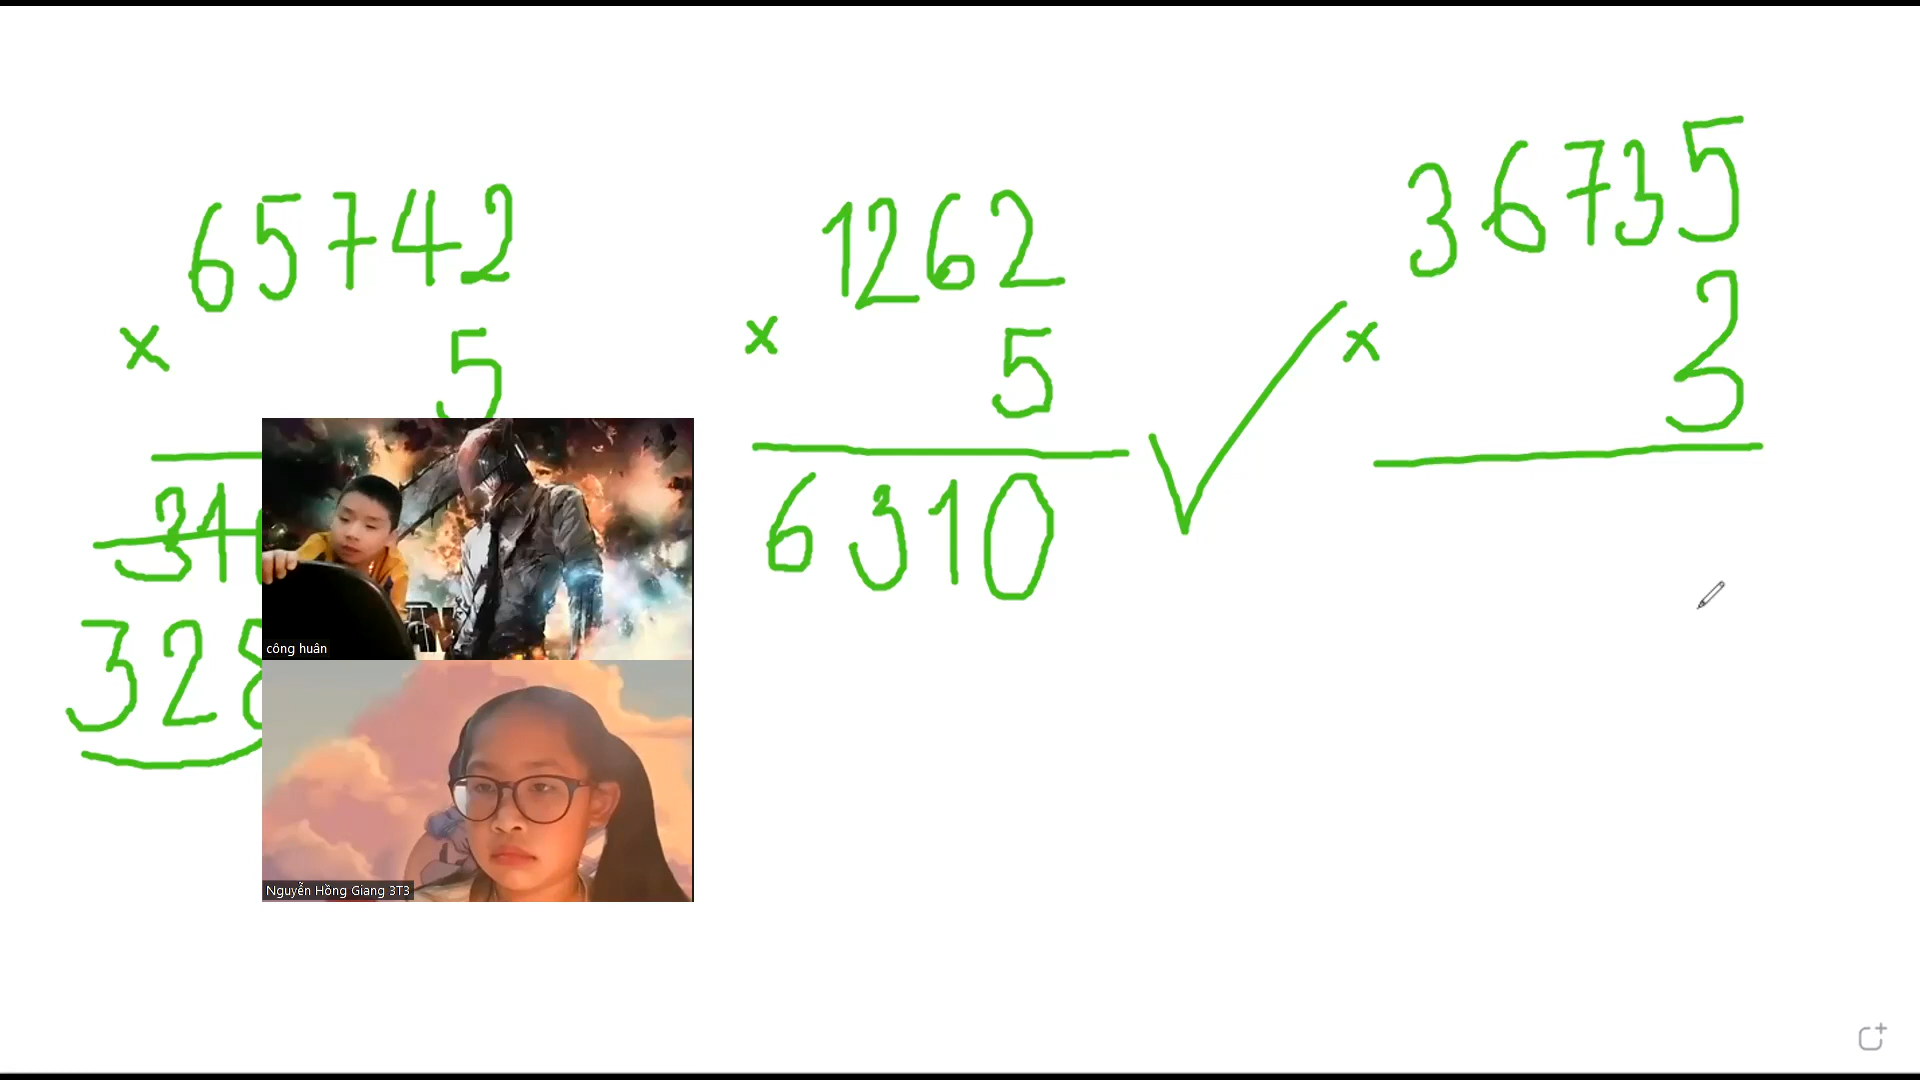 65742
x
5
328
1262
x
5
6310
36735
x
3
công huân
Nguyễn Hồng Giang 3T3